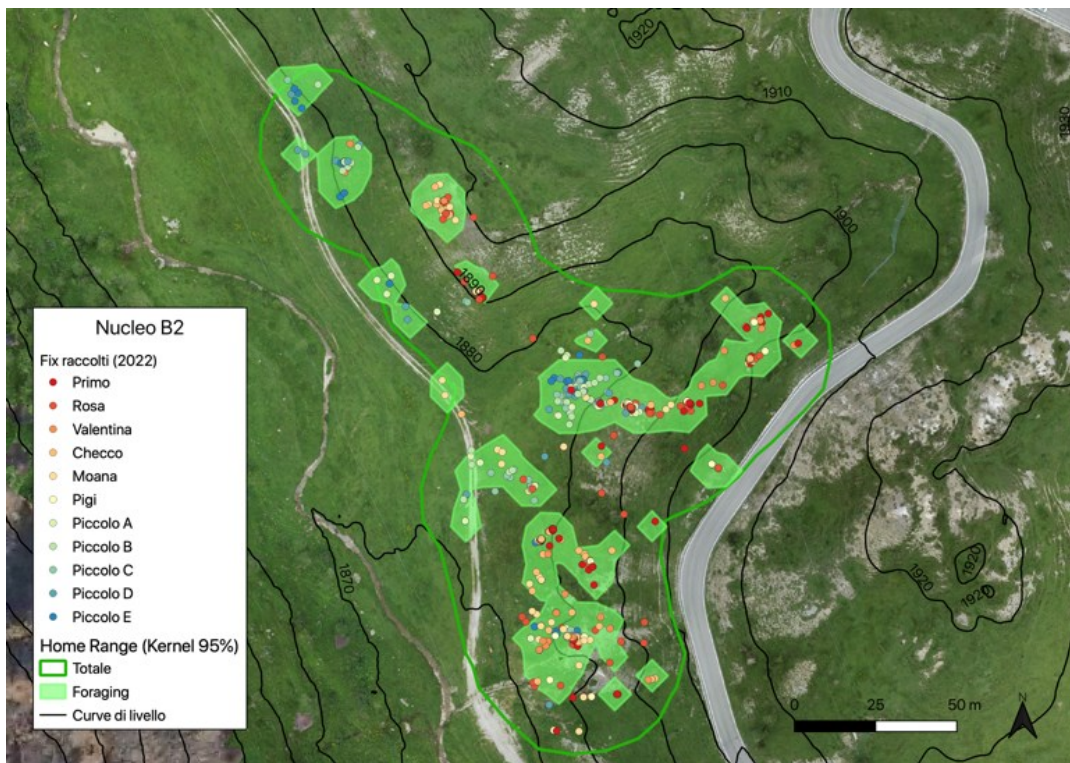 1920
1910
1930
1900
1890
1880
Nucleo B2
Fix raccolti (2022)
Primo
Rosa
Valentina
Checco
Moana
Pigi
Piccolo A
Piccolo B
Piccolo C
Piccolo D
Piccolo E
Home Range (Kernel 95%)
Totale
Foraging
Curve di livello
1870
1920
1920
1920
N
0 25 50 m